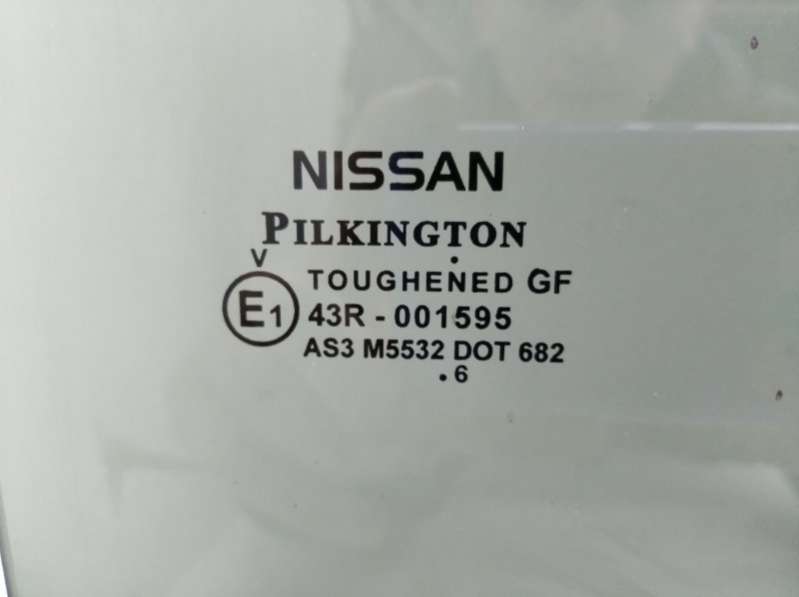 NISSAN
PILKINGTON
V
TOUGHENED GF
E1
43R - 001595
AS3 M5532 DOT 682
.6